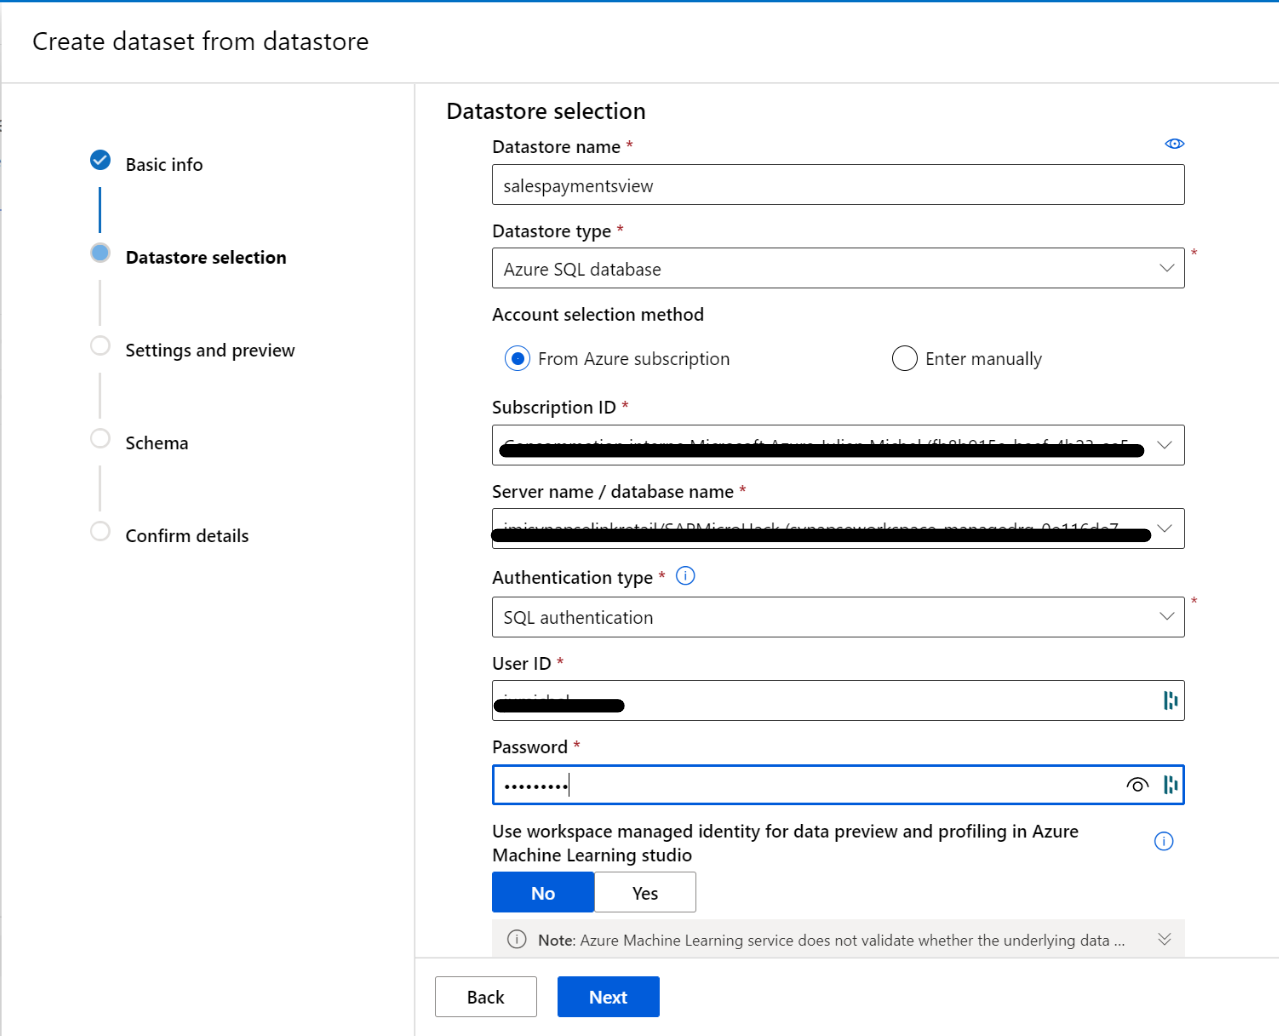 Create dataset from datastore
Basic info
Datastore selection
Settings and preview
Schema
Confirm details
Datastore selection
Datastore name *
salespaymentsview
Datastore type *
Azure SQL database
*
Account selection method
From Azure subscription
Enter manually
Subscription ID *
Server name / database name *
Authentication type *
SQL authentication
*
User ID *
Password *
•••••••••
Use workspace managed identity for data preview and profiling in Azure
Machine Learning studio
No
Yes
Note: Azure Machine Learning service does not validate whether the underlying data ...
Back
Next